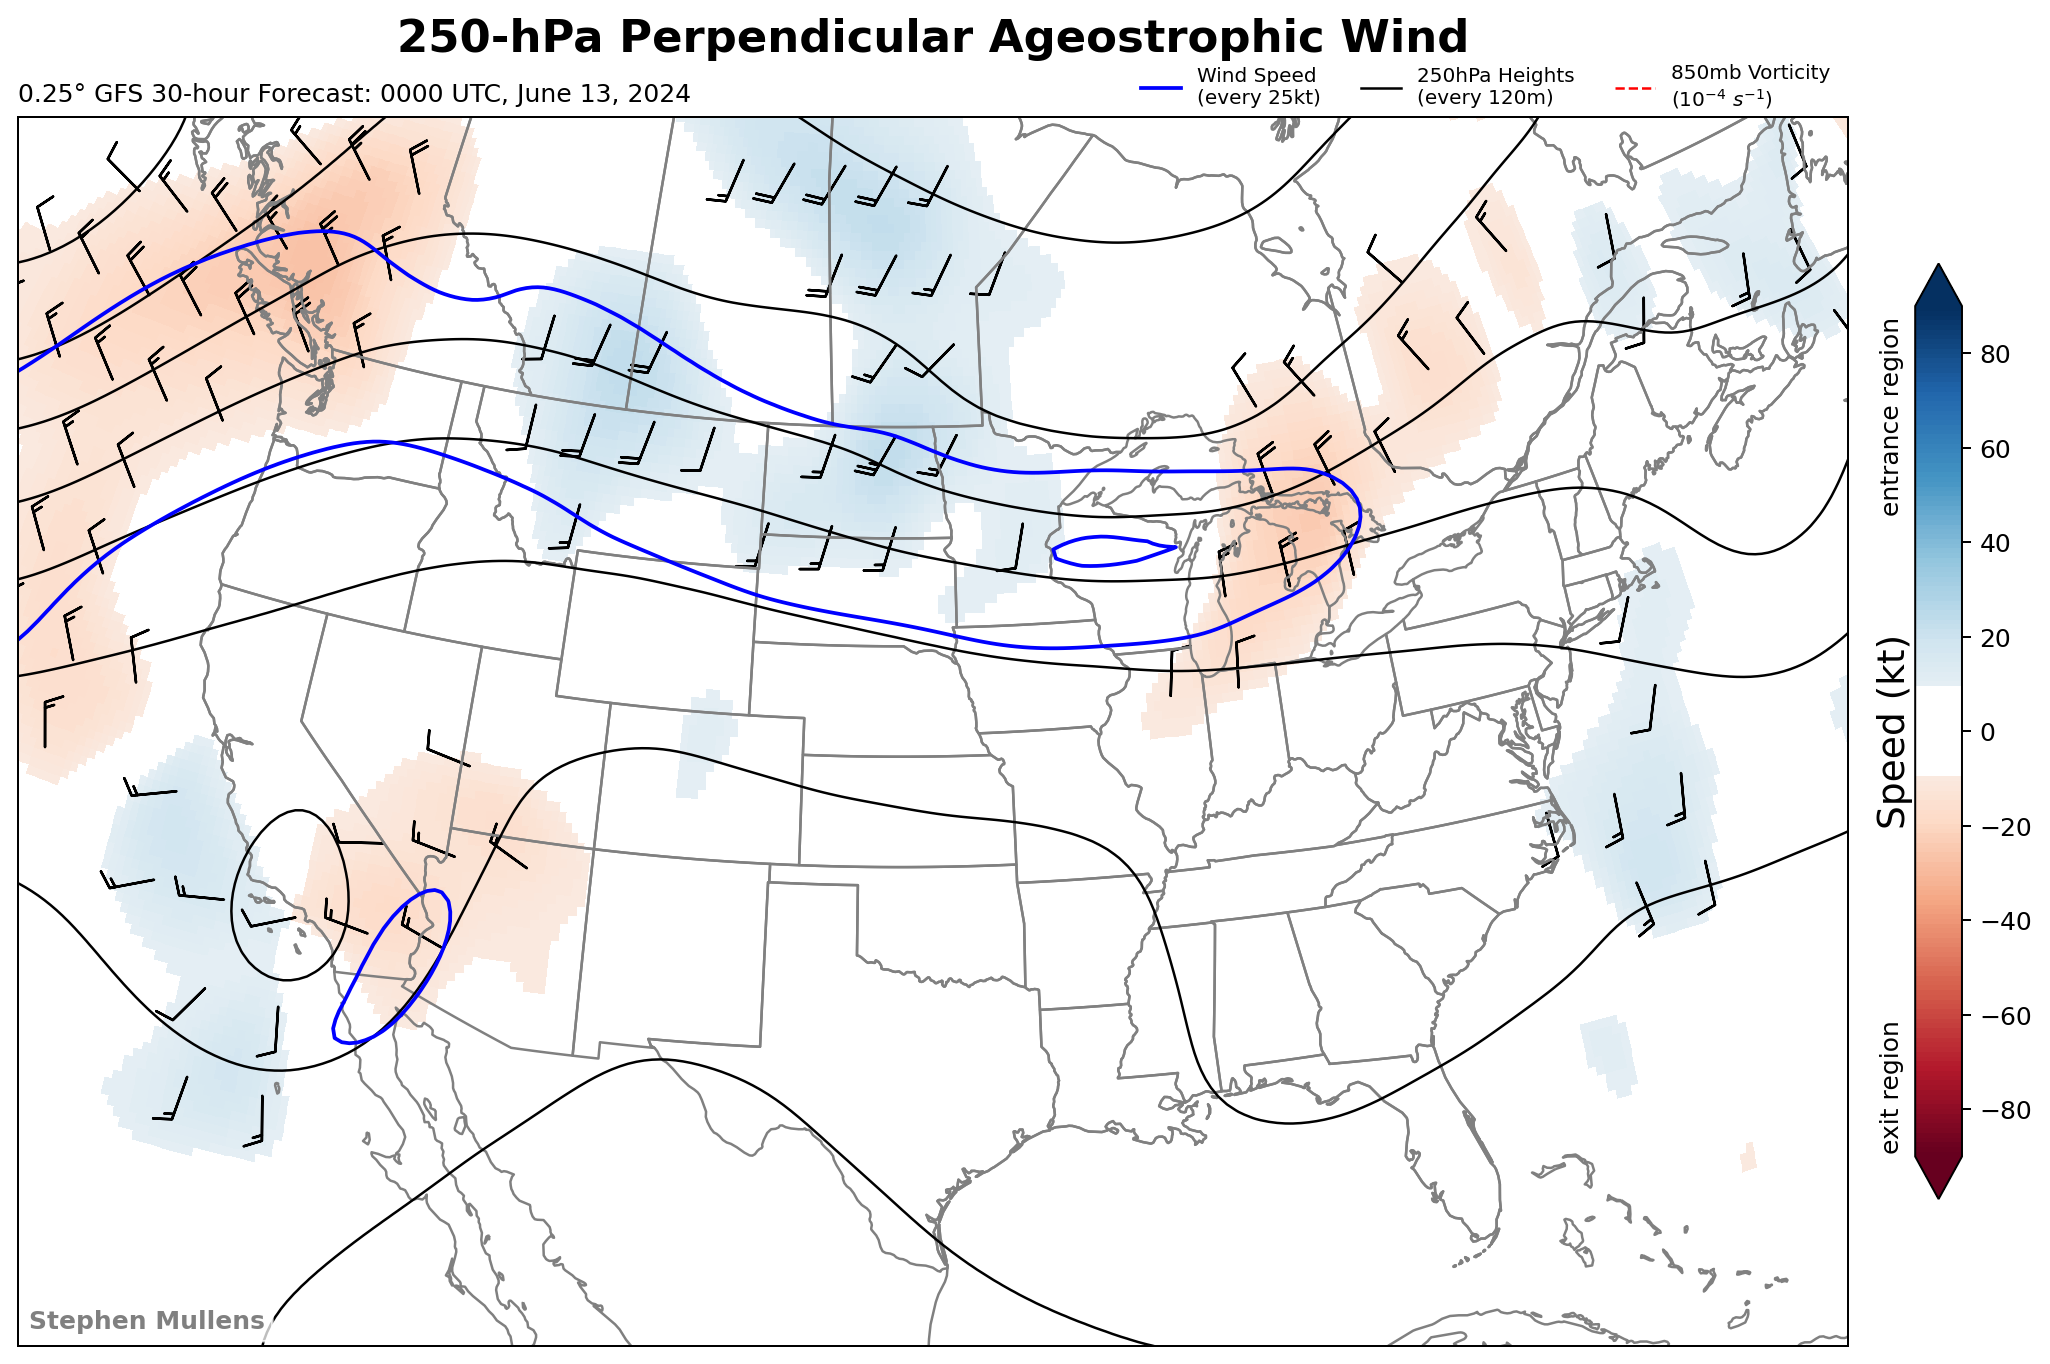 250-hPa Perpendicular Ageostrophic Wind
0.25° GFS 30-hour Forecast: 0000 UTC, June 13, 2024
Wind Speed
(every 25kt)
250hPa Heights
(every 120m)
850mb Vorticity
(10⁻⁴ s⁻¹)
entrance region
Speed (kt)
exit region
80
60
40
20
0
−20
−40
−60
−80
Stephen Mullens